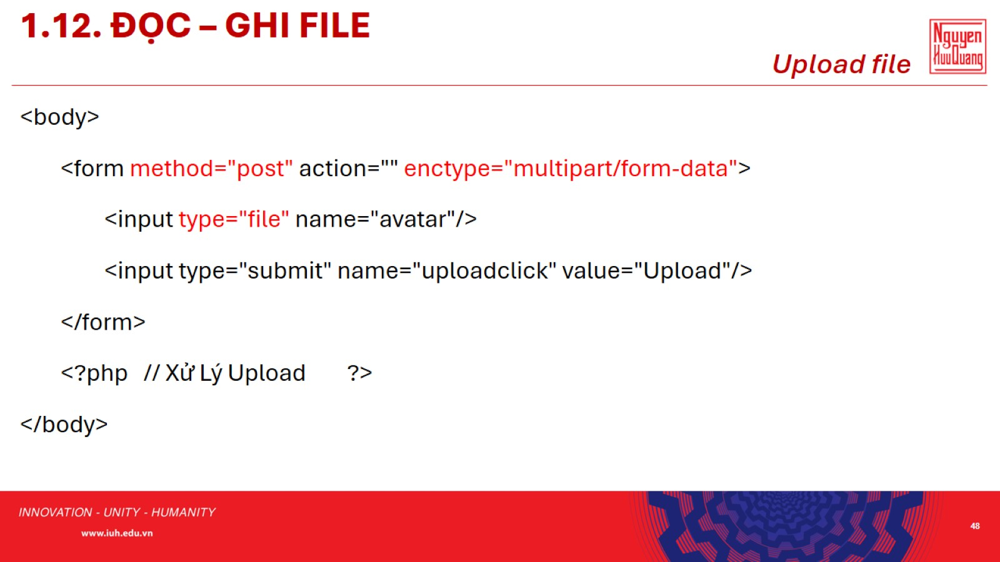 1.12. ĐỌC – GHI FILE
Nguyen
HuuQuang
Upload file
<body>
<form method="post" action="" enctype="multipart/form-data">
<input type="file" name="avatar"/>
<input type="submit" name="uploadclick" value="Upload"/>
</form>
<?php // Xử Lý Upload ?>
</body>
INNOVATION - UNITY - HUMANITY
www.iuh.edu.vn
48